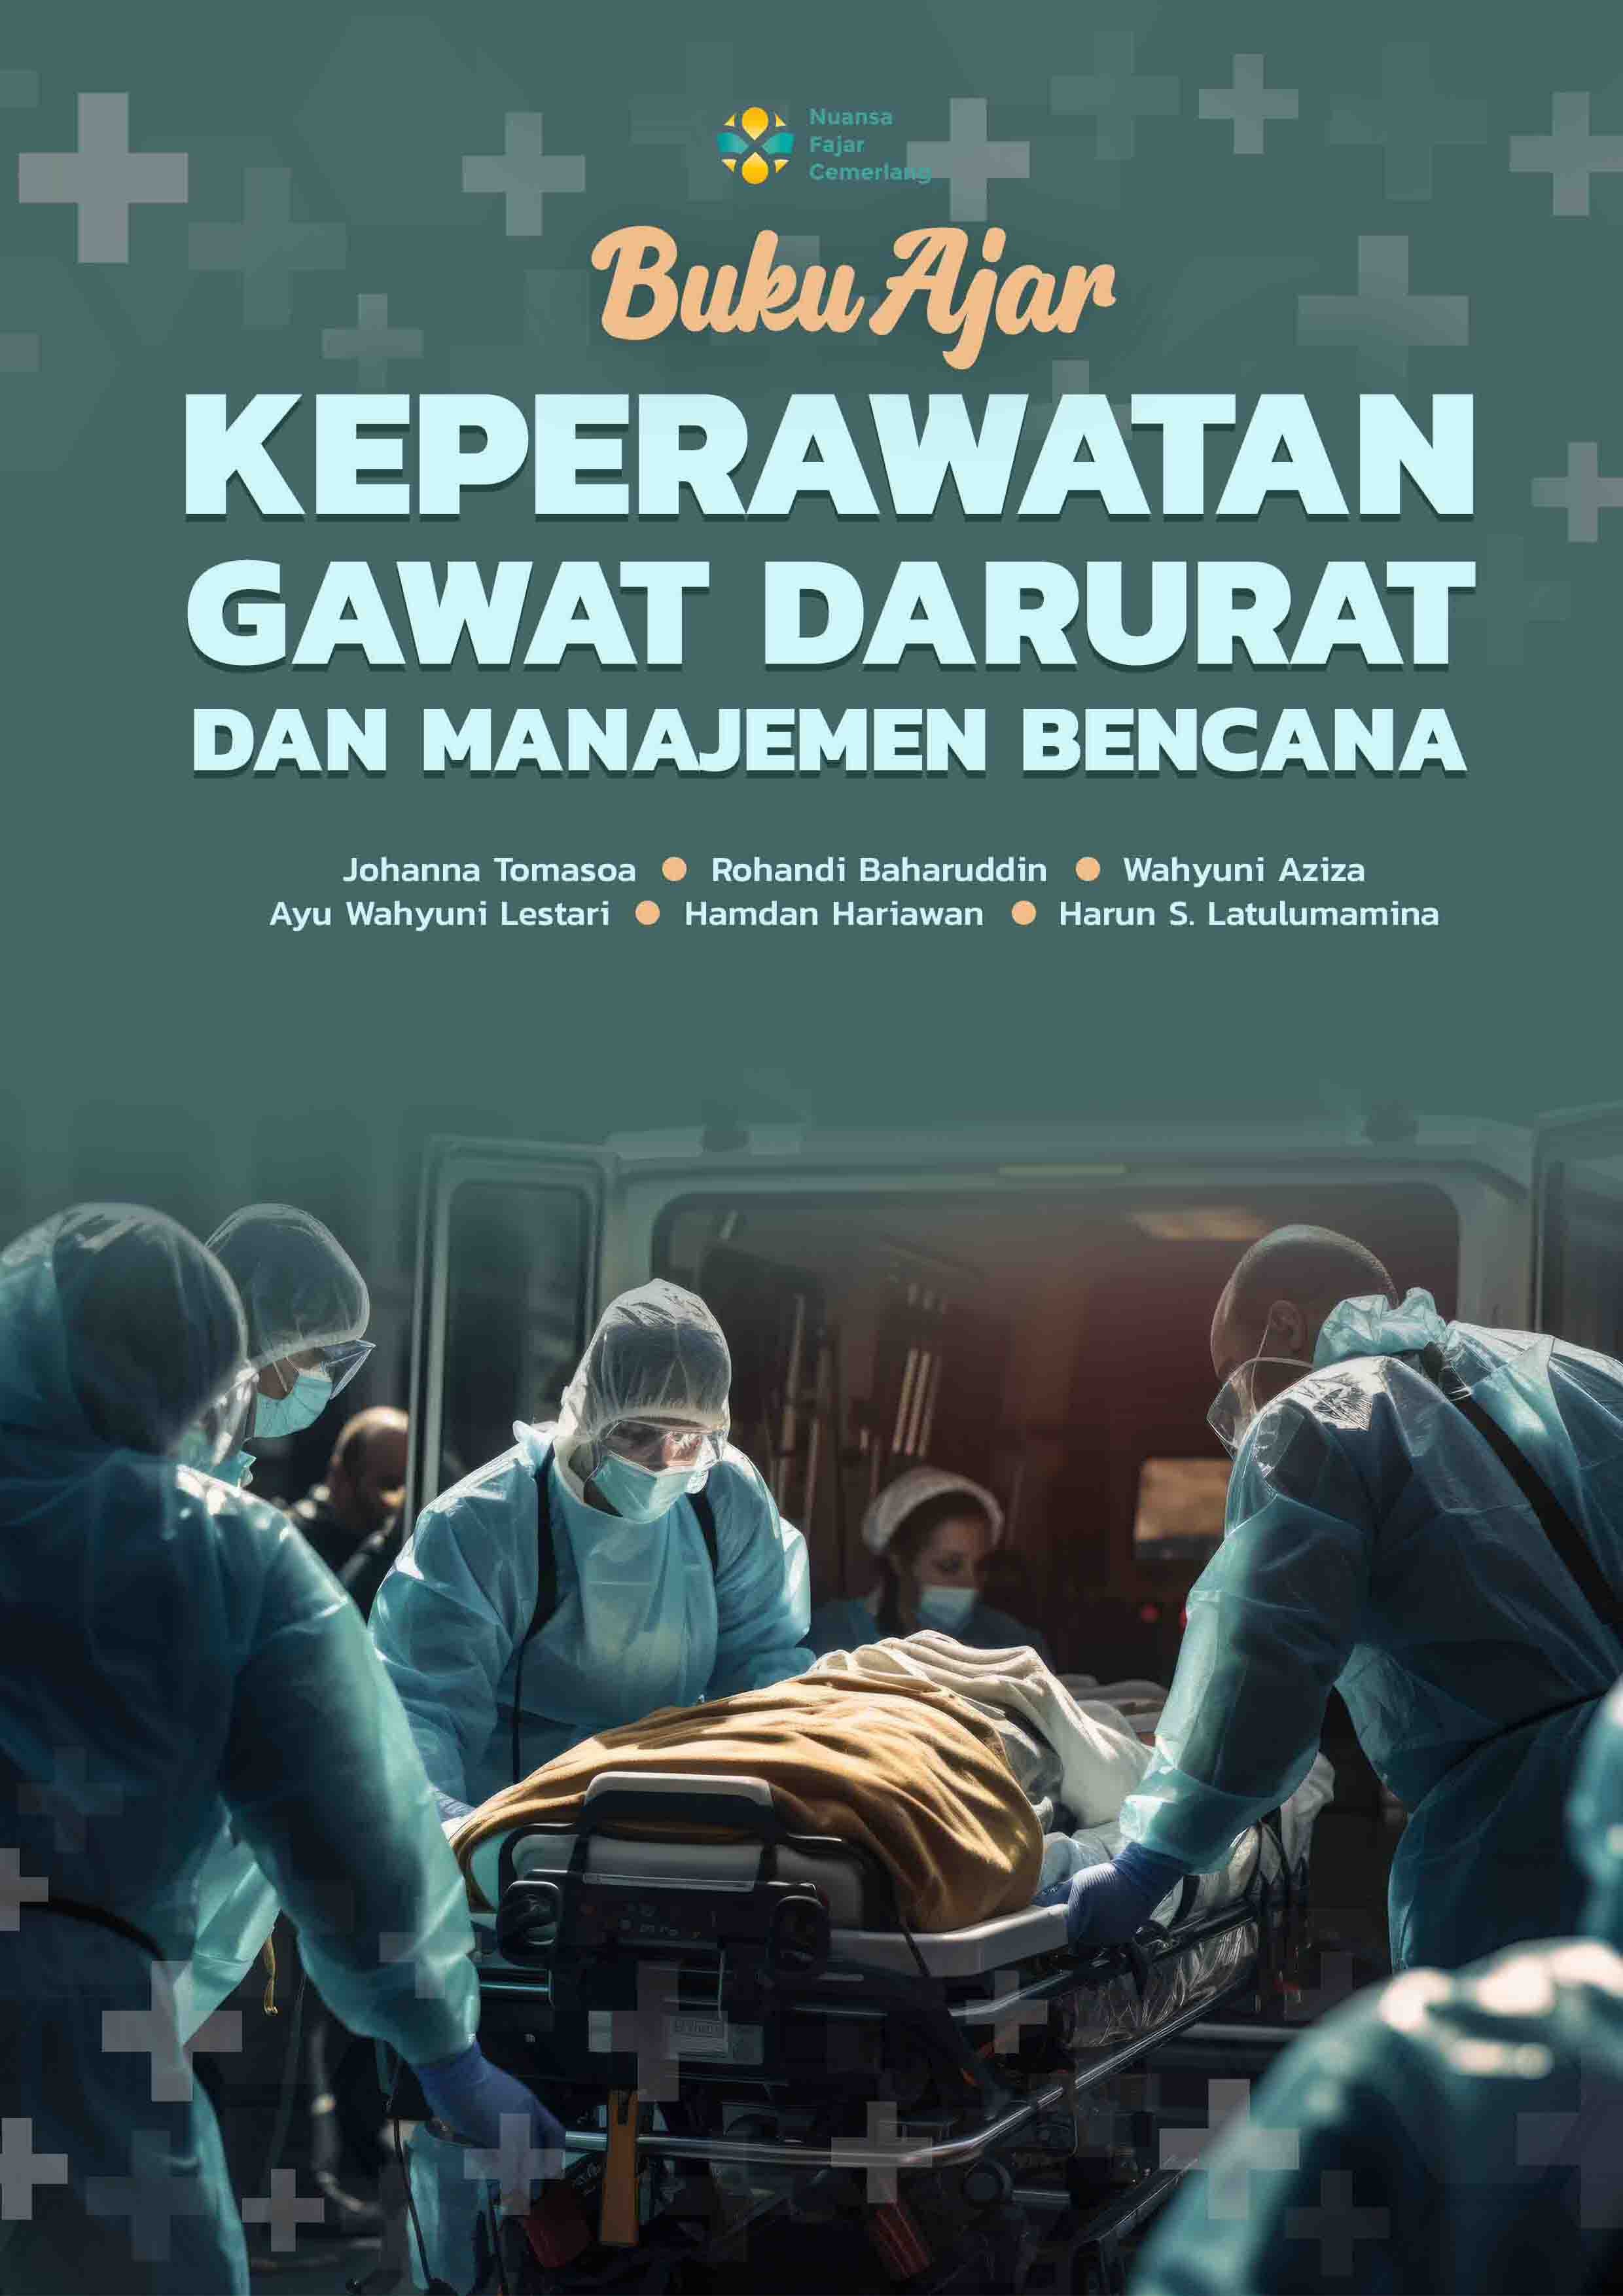 Nuansa
Fajar
Cemerlang
Buku Ajar
KEPERAWATAN
GAWAT DARURAT
DAN MANAJEMEN BENCANA
Johanna Tomasoa ● Rohandi Baharuddin ● Wahyuni Aziza
Ayu Wahyuni Lestari ● Hamdan Hariawan ● Harun S. Latulumamina